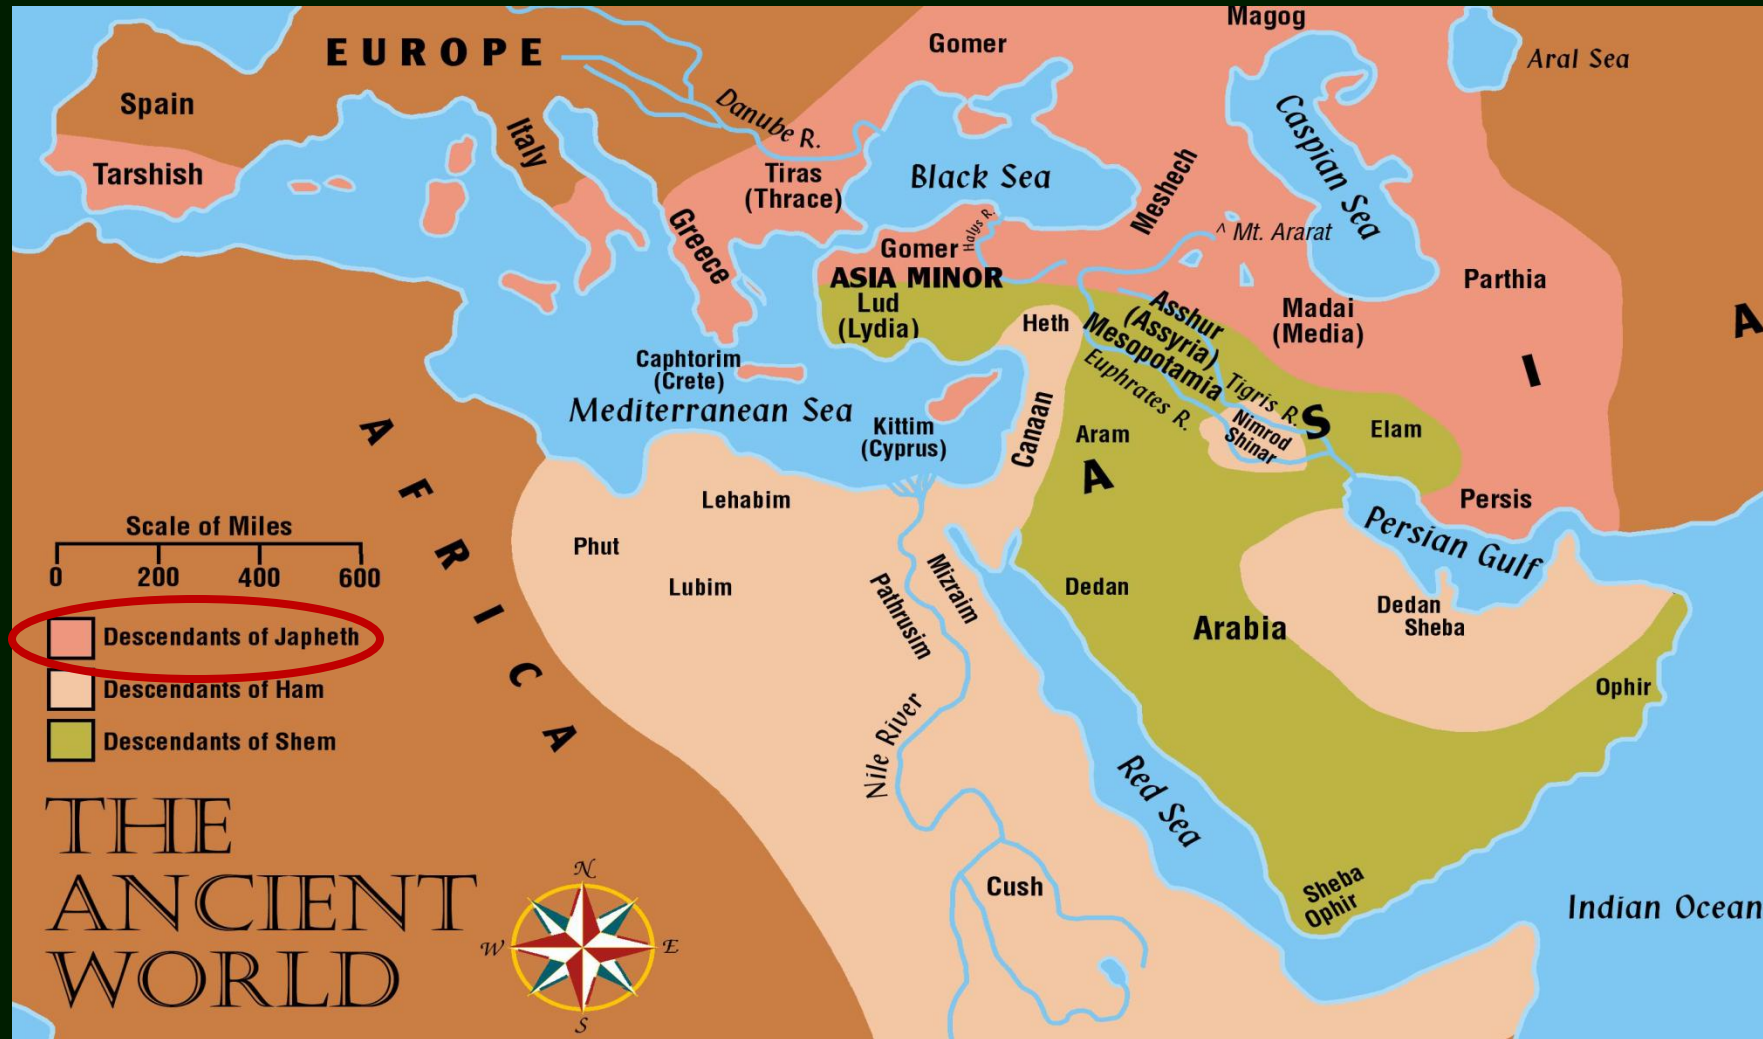 Magog
EUROPE
Gomer
Aral Sea
Spain
Italy
Danube R.
Caspian Sea
Tarshish
Tiras
(Thrace)
Black Sea
Meshech
Greece
Halys R.
^ Mt. Ararat
Gomer
ASIA MINOR
Lud
(Lydia)
Heth
Asshur
(Assyria)
Mesopotamia
Madai
(Media)
Parthia
ASIA
Caphtorim
(Crete)
Mediterranean Sea
Euphrates R.
Tigris R.
Kittim
(Cyprus)
Canaan
Aram
Nimrod
Shinar
Elam
AFRICA
Lehabim
Persis
Persian Gulf
Phut
Lubim
Pathrusim
Mizraim
Dedan
Dedan
Sheba
Arabia
Ophir
Nile River
Red Sea
Cush
Sheba
Ophir
Indian Ocean
Scale of Miles
0 200 400 600
Descendants of Japheth
Descendants of Ham
Descendants of Shem
THE
ANCIENT
WORLD
N
W E
S